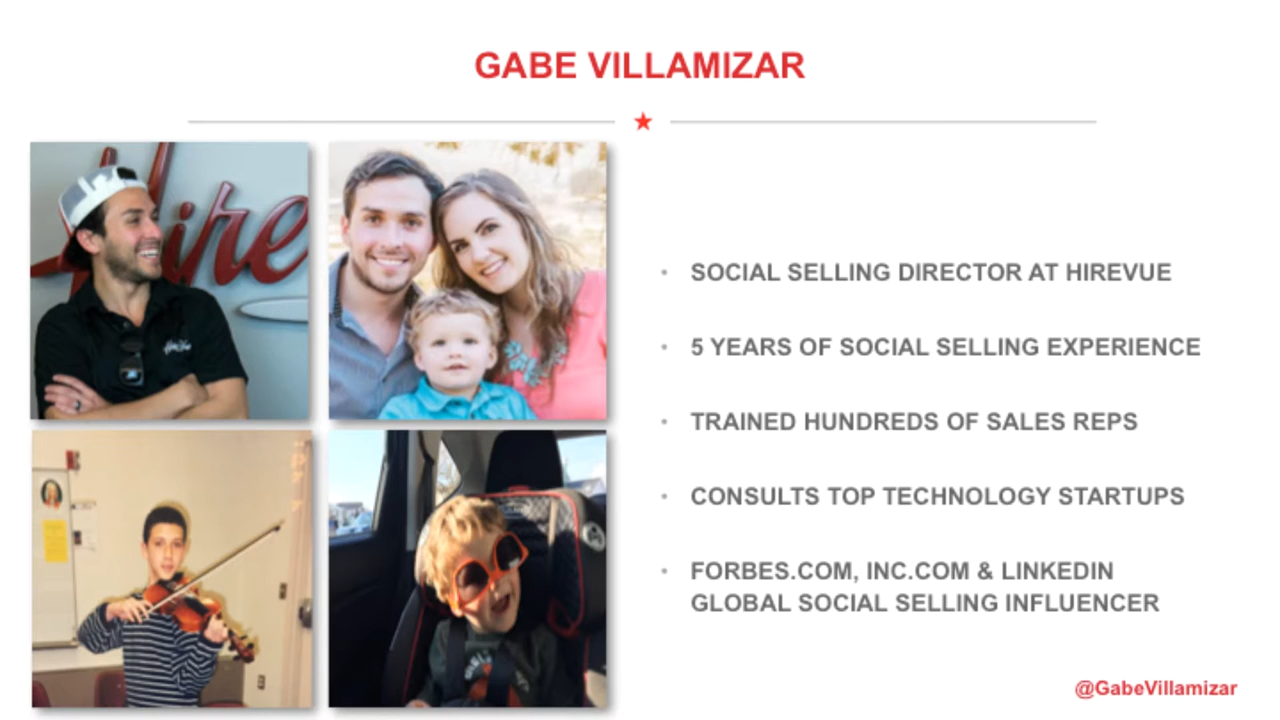 GABE VILLAMIZAR
Hire
SOCIAL SELLING DIRECTOR AT HIREVUE
5 YEARS OF SOCIAL SELLING EXPERIENCE
TRAINED HUNDREDS OF SALES REPS
CONSULTS TOP TECHNOLOGY STARTUPS
FORBES.COM, INC.COM & LINKEDIN
GLOBAL SOCIAL SELLING INFLUENCER
@GabeVillamizar